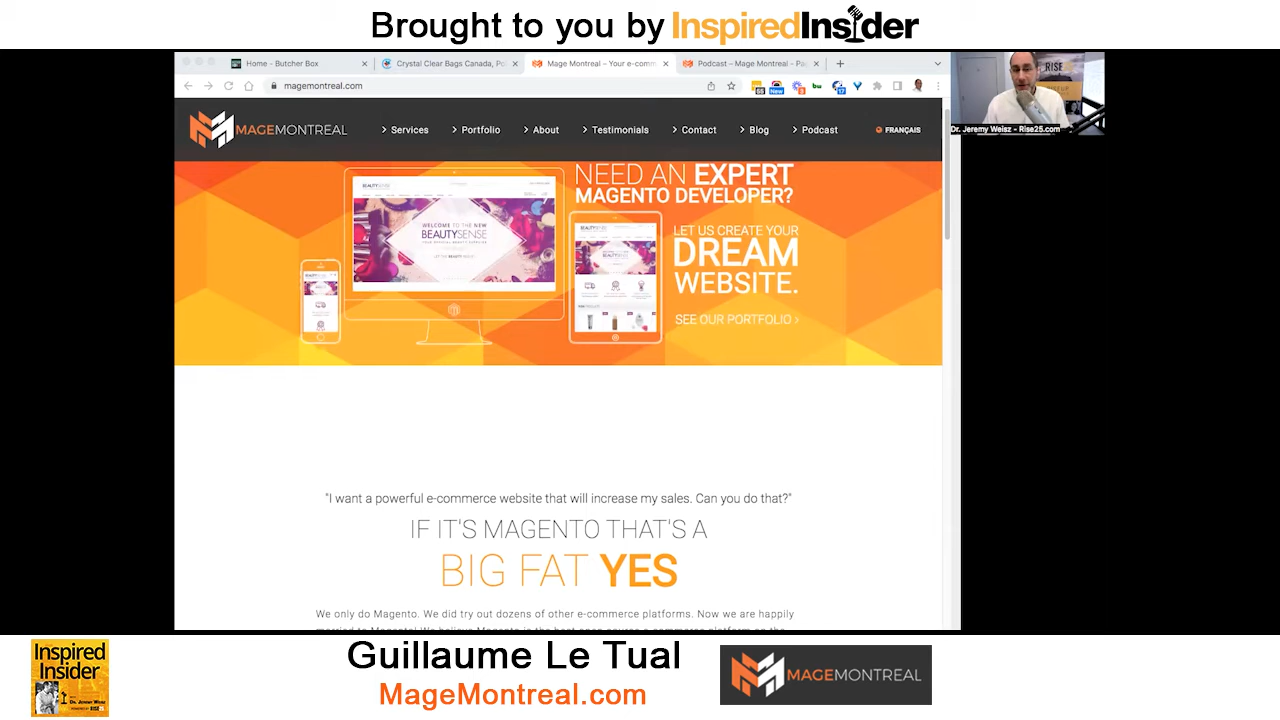 Brought to you by InspiredInsider
Home - Butcher Box
Crystal Clear Bags Canada, Po
Mage Montreal – Your e-comm
Podcast – Mage Montreal - Pa
magemontreal.com
New
MAGEMONTREAL
Services
Portfolio
About
Testimonials
Contact
Blog
Podcast
FRANÇAIS
RISE
Dr. Jeremy Weisz - Rise25.com
NEED AN EXPERT
MAGENTO DEVELOPER?
LET US CREATE YOUR
DREAM
WEBSITE.
SEE OUR PORTFOLIO >
WELCOME TO THE NEW
BEAUTYSENSE
"I want a powerful e-commerce website that will increase my sales. Can you do that?"
IF IT'S MAGENTO THAT'S A
BIG FAT YES
We only do Magento. We did try out dozens of other e-commerce platforms. Now we are happily
Inspired
Insider
Guillaume Le Tual
MageMontreal.com
MAGEMONTREAL